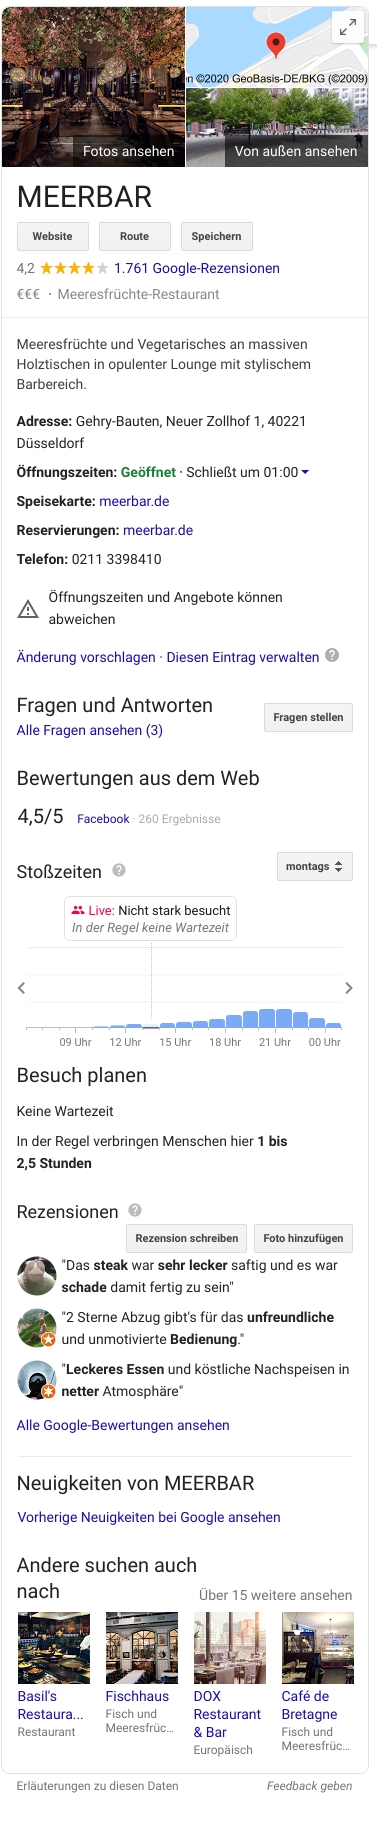 n ©2020 GeoBasis-DE/BKG (©2009)
Fotos ansehen
Von außen ansehen
MEERBAR
Website
Route
Speichern
4,2 ★★★★★ 1.761 Google-Rezensionen
€€€ · Meeresfrüchte-Restaurant
Meeresfrüchte und Vegetarisches an massiven
Holztischen in opulenter Lounge mit stylischem
Barbereich.
Adresse: Gehry-Bauten, Neuer Zollhof 1, 40221
Düsseldorf
Öffnungszeiten: Geöffnet · Schließt um 01:00
Speisekarte: meerbar.de
Reservierungen: meerbar.de
Telefon: 0211 3398410
Öffnungszeiten und Angebote können
abweichen
Änderung vorschlagen · Diesen Eintrag verwalten ?
Fragen und Antworten
Alle Fragen ansehen (3)
Fragen stellen
Bewertungen aus dem Web
4,5/5 Facebook · 260 Ergebnisse
Stoßzeiten ?
montags
Live: Nicht stark besucht
In der Regel keine Wartezeit
09 Uhr 12 Uhr 15 Uhr 18 Uhr 21 Uhr 00 Uhr
Besuch planen
Keine Wartezeit
In der Regel verbringen Menschen hier 1 bis
2,5 Stunden
Rezensionen ?
Rezension schreiben
Foto hinzufügen
"Das steak war sehr lecker saftig und es war
schade damit fertig zu sein"
"2 Sterne Abzug gibt's für das unfreundliche
und unmotivierte Bedienung."
"Leckeres Essen und köstliche Nachspeisen in
netter Atmosphäre"
Alle Google-Bewertungen ansehen
Neuigkeiten von MEERBAR
Vorherige Neuigkeiten bei Google ansehen
Andere suchen auch
nach
Über 15 weitere ansehen
Basil's
Restaura...
Restaurant
Fischhaus
Fisch und
Meeresfrüc...
DOX
Restaurant
& Bar
Europäisch
Café de
Bretagne
Fisch und
Meeresfrüc...
Erläuterungen zu diesen Daten
Feedback geben